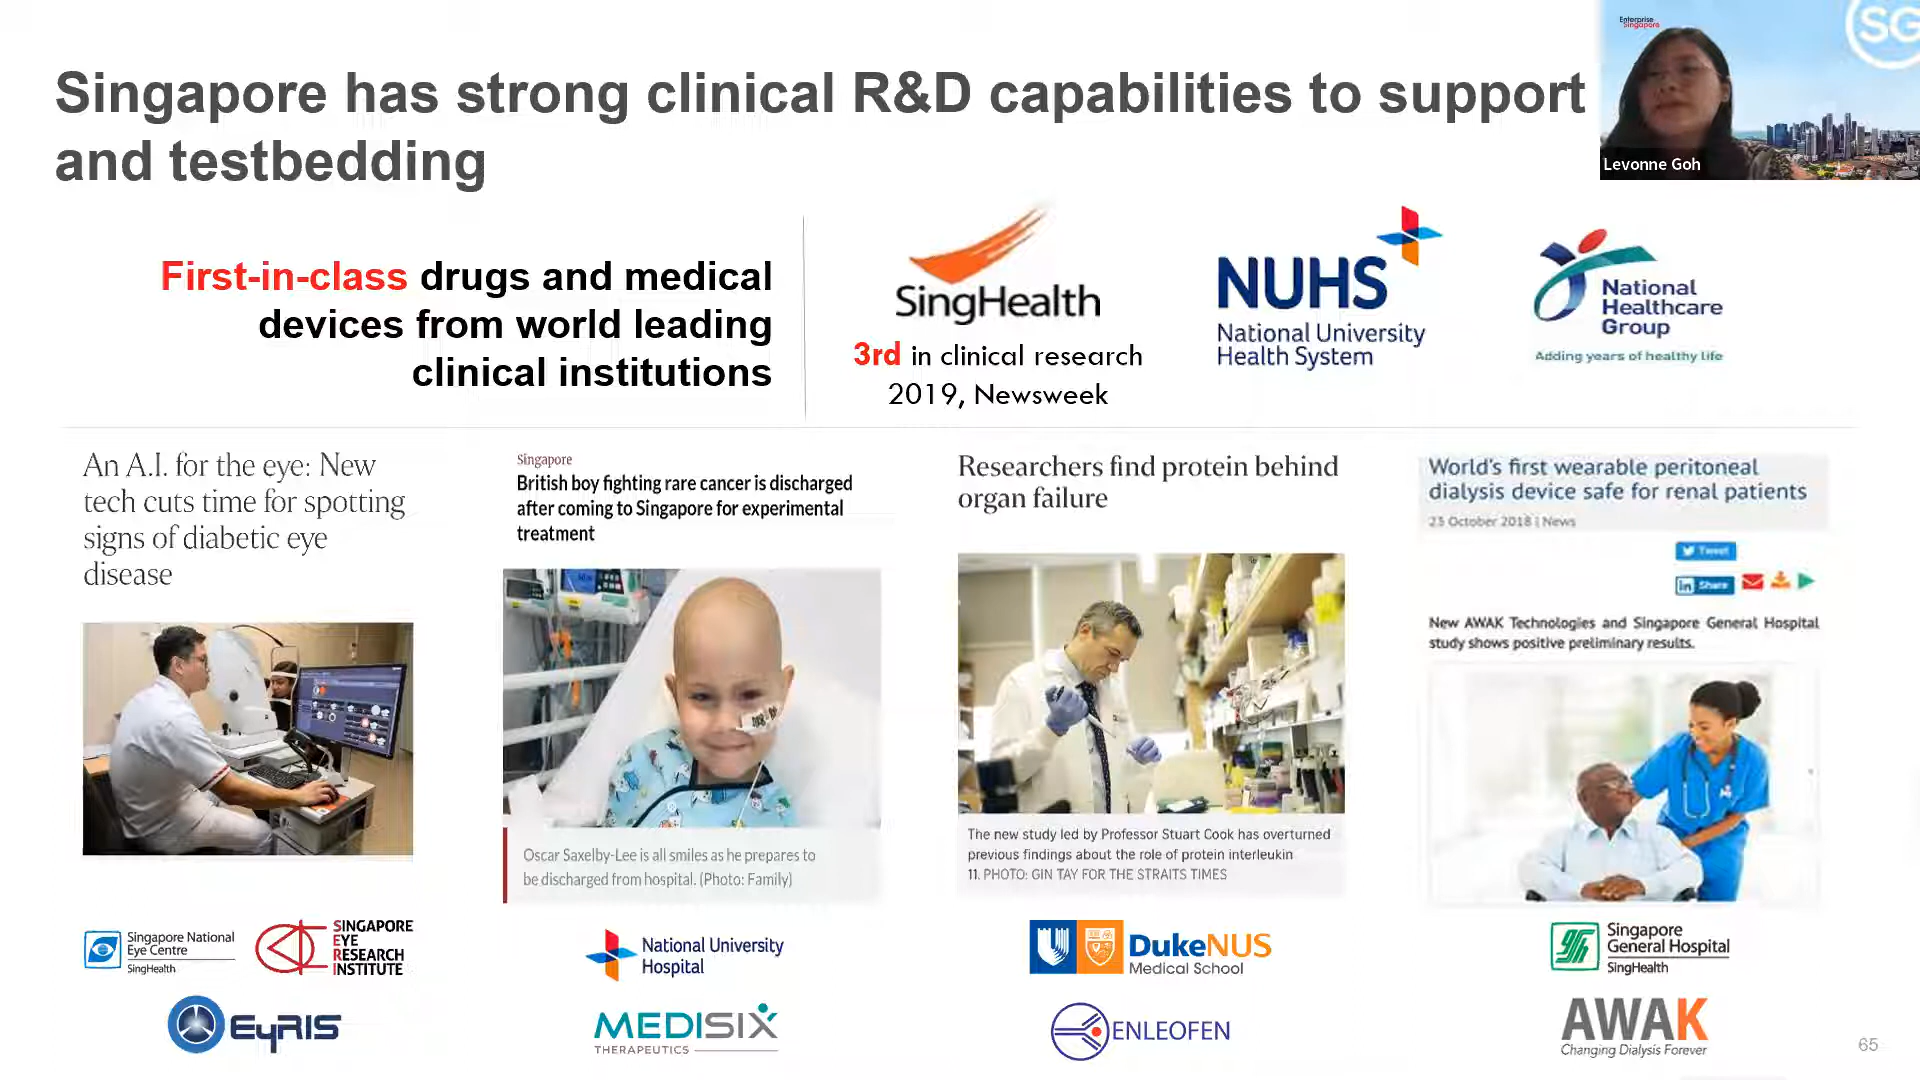 Singapore has strong clinical R&D capabilities to support
and testbedding
Enterprise
Singapore
SG
Levonne Goh
First-in-class drugs and medical
devices from world leading
clinical institutions
SingHealth
3rd in clinical research
2019, Newsweek
NUHS
National University
Health System
National
Healthcare
Group
Adding years of healthy life
An A.I. for the eye: New
tech cuts time for spotting
signs of diabetic eye
disease
Singapore
British boy fighting rare cancer is discharged
after coming to Singapore for experimental
treatment
Oscar Saxelby-Lee is all smiles as he prepares to
be discharged from hospital. (Photo: Family)
Researchers find protein behind
organ failure
The new study led by Professor Stuart Cook has overturned
previous findings about the role of protein interleukin
11. PHOTO: GIN TAY FOR THE STRAITS TIMES
World's first wearable peritoneal
dialysis device safe for renal patients
23 October 2018 | News
Tweet
in Share
New AWAK Technologies and Singapore General Hospital
study shows positive preliminary results.
Singapore National
Eye Centre
SingHealth
SINGAPORE
EYE
RESEARCH
INSTITUTE
EyRIS
National University
Hospital
MEDISIX
THERAPEUTICS
DukeNUS
Medical School
ENLEOFEN
Singapore
General Hospital
SingHealth
AWAK
Changing Dialysis Forever
65